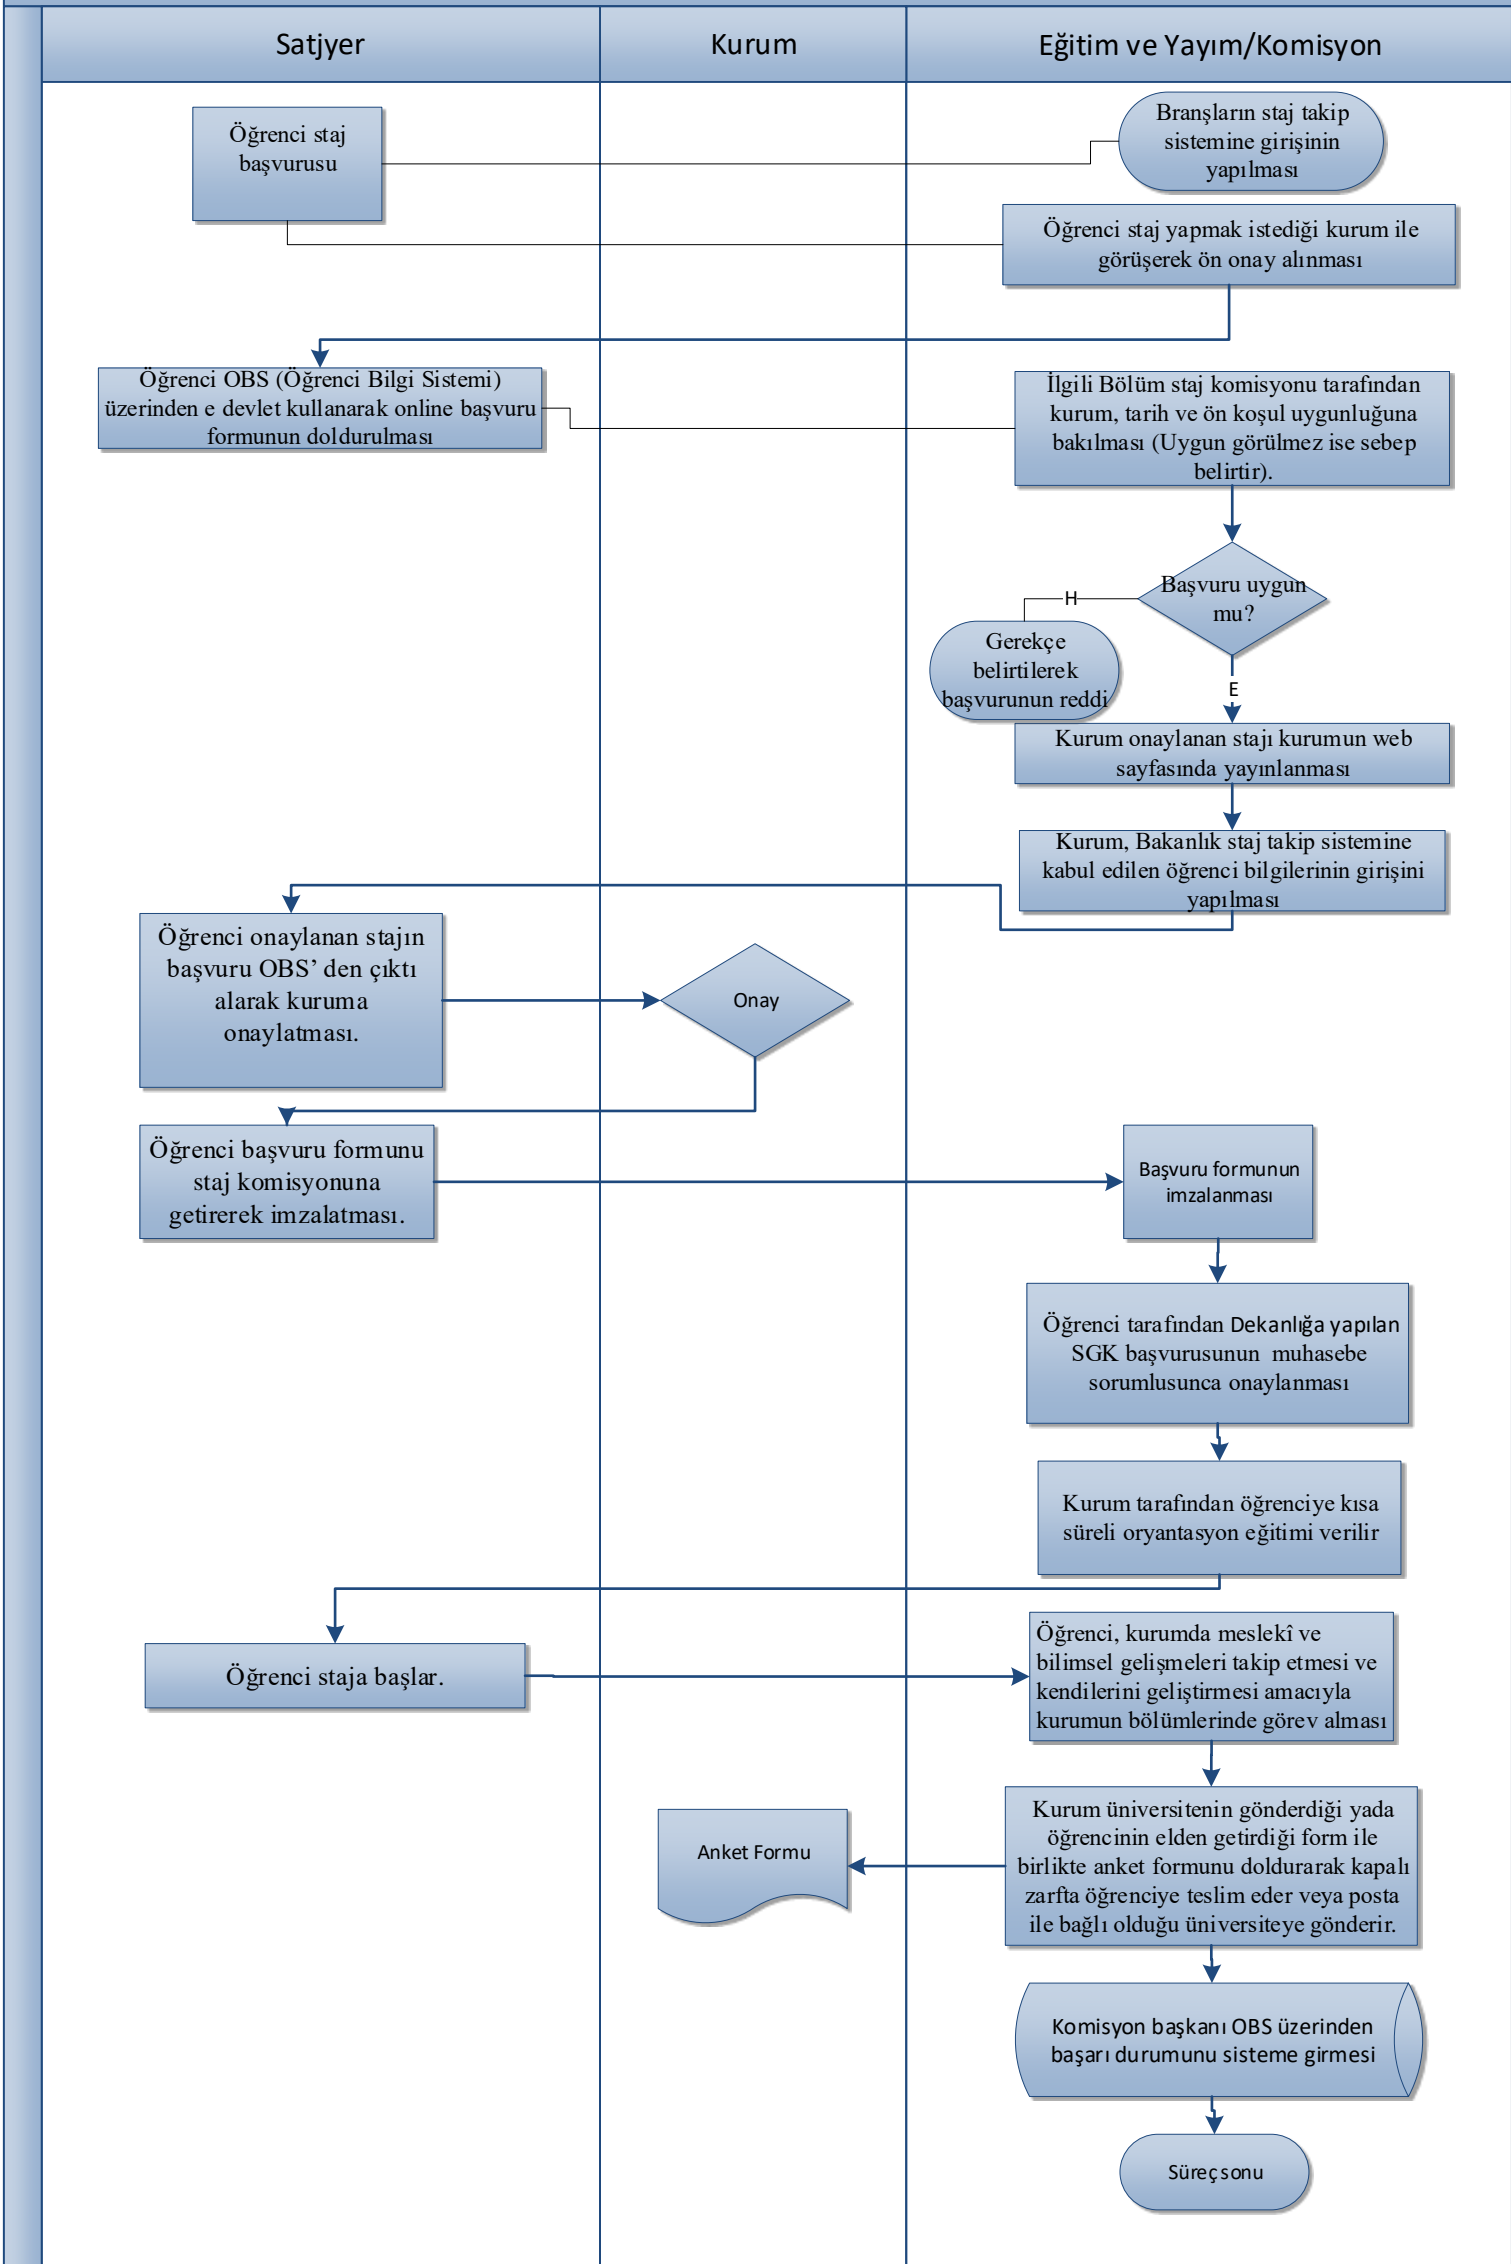 Satjyer
Kurum
Eğitim ve Yayım/Komisyon
Branşların staj takip
sistemine girişinin
yapılması
Öğrenci staj
başvurusu
Öğrenci staj yapmak istediği kurum ile
görüşerek ön onay alınması
Öğrenci OBS (Öğrenci Bilgi Sistemi)
üzerinden e devlet kullanarak online başvuru
formunun doldurulması
İlgili Bölüm staj komisyonu tarafından
kurum, tarih ve ön koşul uygunluğuna
bakılması (Uygun görülmez ise sebep
belirtir).
Başvuru uygun
mu?
H
Gerekçe
belirtilerek
başvurunun reddi
E
Kurum onaylanan stajı kurumun web
sayfasında yayınlanması
Kurum, Bakanlık staj takip sistemine
kabul edilen öğrenci bilgilerinin girişini
yapılması
Öğrenci onaylanan stajın
başvuru OBS’ den çıktı
alarak kuruma
onaylatması.
Onay
Öğrenci başvuru formunu
staj komisyonuna
getirerek imzalatması.
Başvuru formunun
imzalanması
Öğrenci tarafından Dekanlığa yapılan
SGK başvurusunun  muhasebe
sorumlusunca onaylanması
Kurum tarafından öğrenciye kısa
süreli oryantasyon eğitimi verilir
Öğrenci staja başlar.
Öğrenci, kurumda meslekî ve
bilimsel gelişmeleri takip etmesi ve
kendilerini geliştirmesi amacıyla
kurumun bölümlerinde görev alması
Kurum üniversitenin gönderdiği yada
öğrencinin elden getirdiği form ile
birlikte anket formunu doldurarak kapalı
zarfta öğrenciye teslim eder veya posta
ile bağlı olduğu üniversiteye gönderir.
Anket Formu
Komisyon başkanı OBS üzerinden
başarı durumunu sisteme girmesi
Süreç sonu